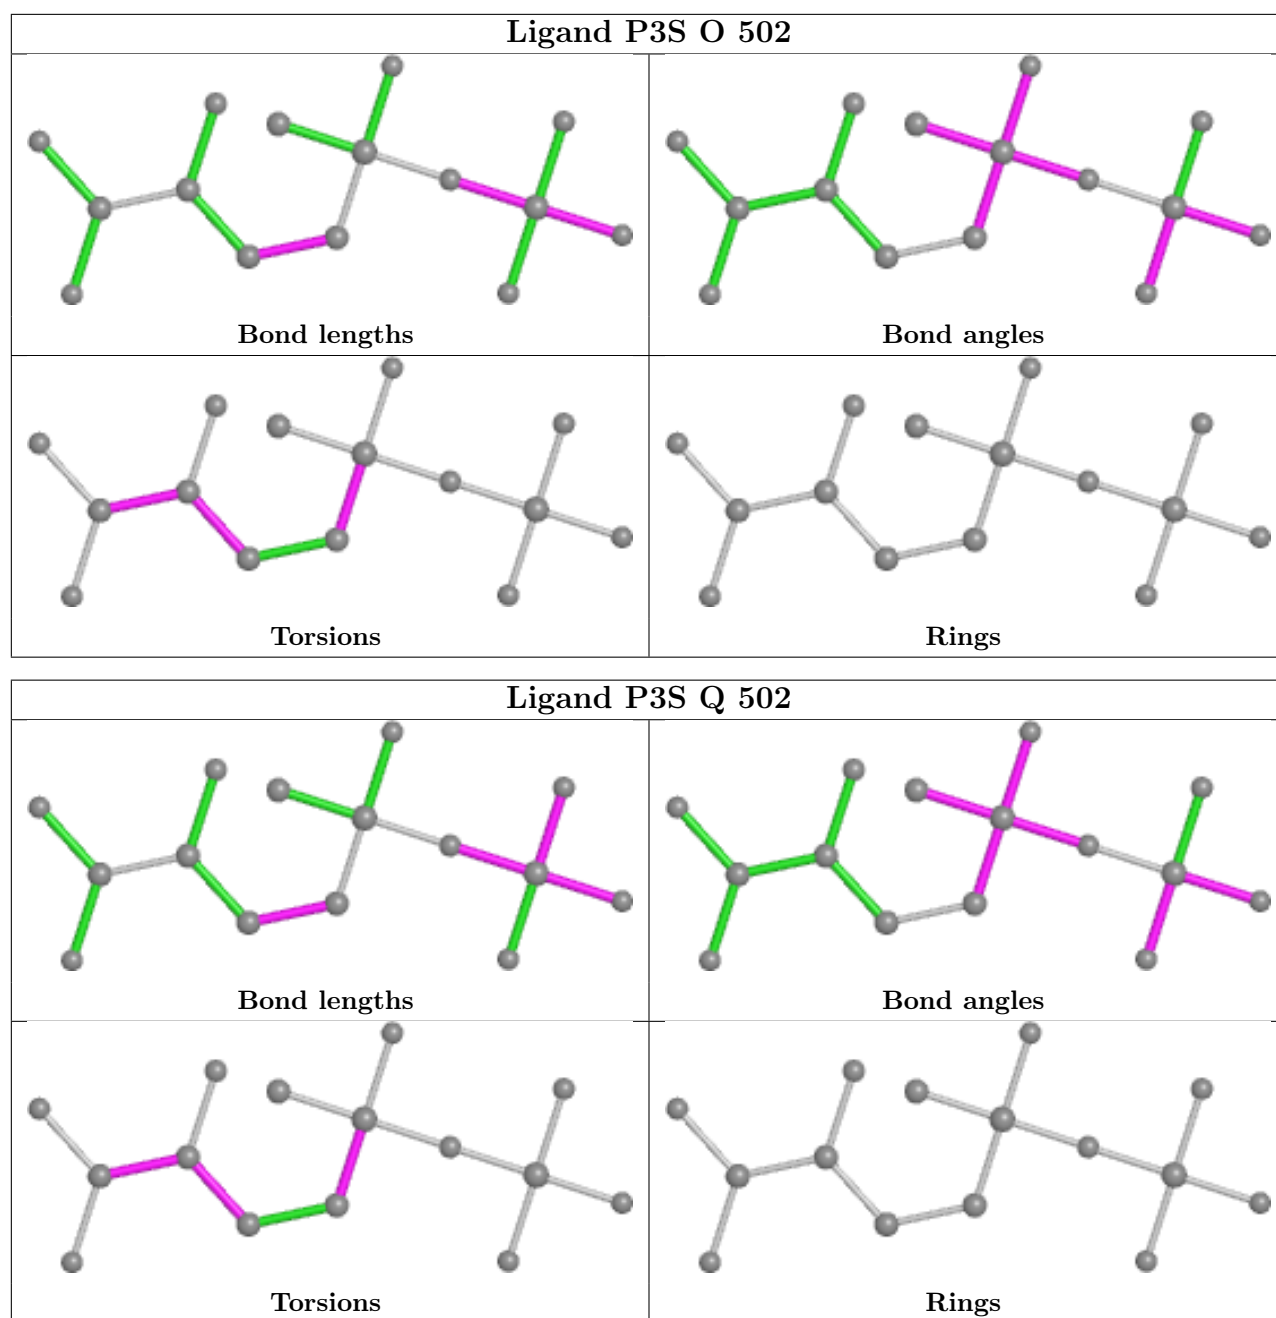 Ligand P3S O 502
Bond lengths
Bond angles
Torsions
Rings
Ligand P3S Q 502
Bond lengths
Bond angles
Torsions
Rings